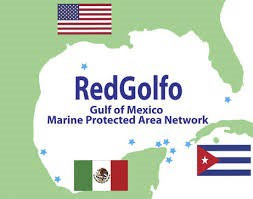 RedGolfo
Gulf of Mexico
Marine Protected Area Network